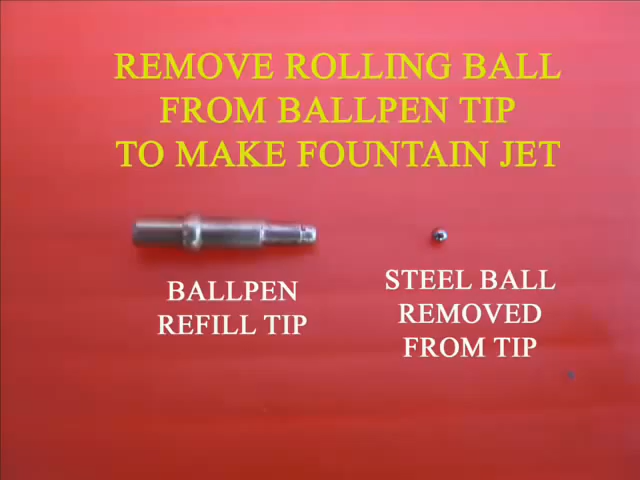 REMOVE ROLLING BALL
FROM BALLPEN TIP
TO MAKE FOUNTAIN JET
BALLPEN
REFILL TIP
STEEL BALL
REMOVED
FROM TIP